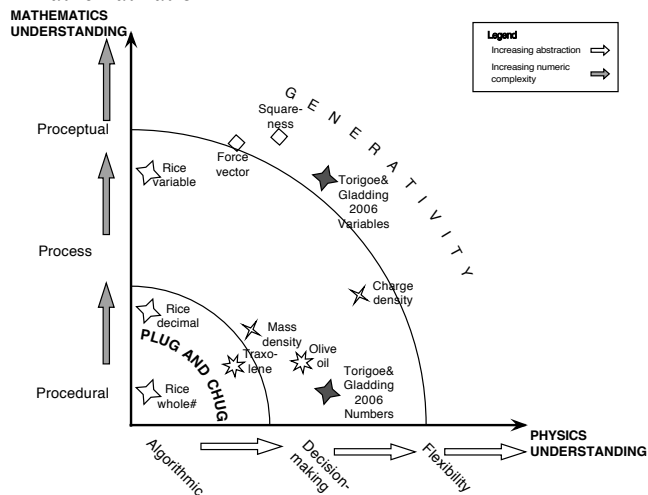 MATHEMATICS
UNDERSTANDING
Legend
Increasing abstraction
Increasing numeric
complexity
GENERATIVITY
Square-
ness
Proceptual
Force
vector
Rice
variable
Torigoe&
Gladding
2006
Variables
Process
Charge
density
Rice
decimal
Mass
density
PLUG AND CHUG
Traxo-
lene
Olive
oil
Torigoe&
Gladding
2006
Numbers
Procedural
Rice
whole#
PHYSICS
UNDERSTANDING
Algorithmic
Decision-
making
Flexibility